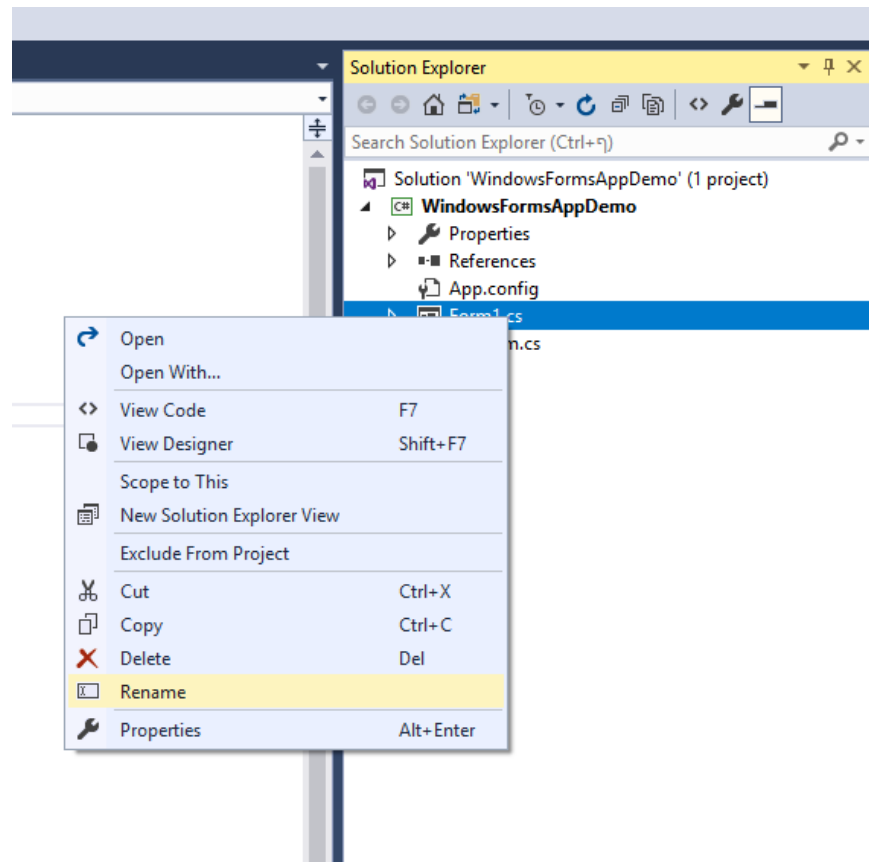 Solution Explorer
Search Solution Explorer (Ctrl+ף)
Solution 'WindowsFormsAppDemo' (1 project)
C# WindowsFormsAppDemo
Properties
References
App.config
Form1.cs
m.cs
Open
Open With...
View Code F7
View Designer Shift+F7
Scope to This
New Solution Explorer View
Exclude From Project
Cut Ctrl+X
Copy Ctrl+C
Delete Del
Rename
Properties Alt+Enter